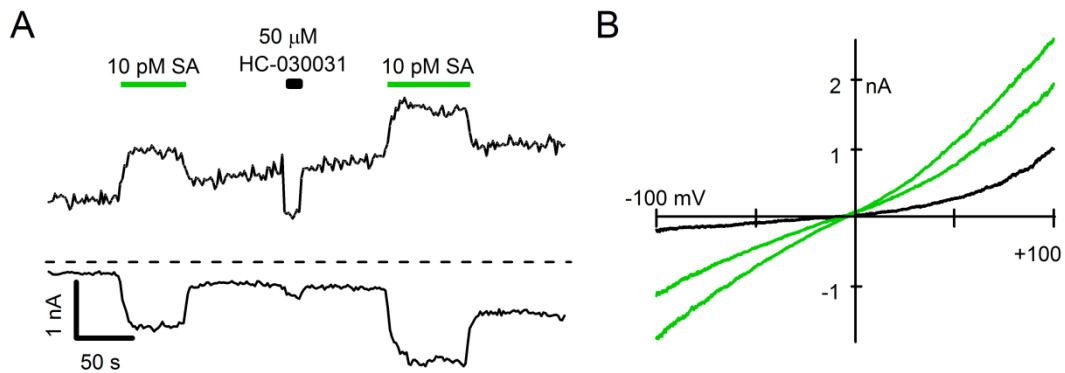 A
50 μM
HC-030031
10 pM SA
10 pM SA
1 nA
50 s
B
2
nA
1
-100 mV
+100
-1